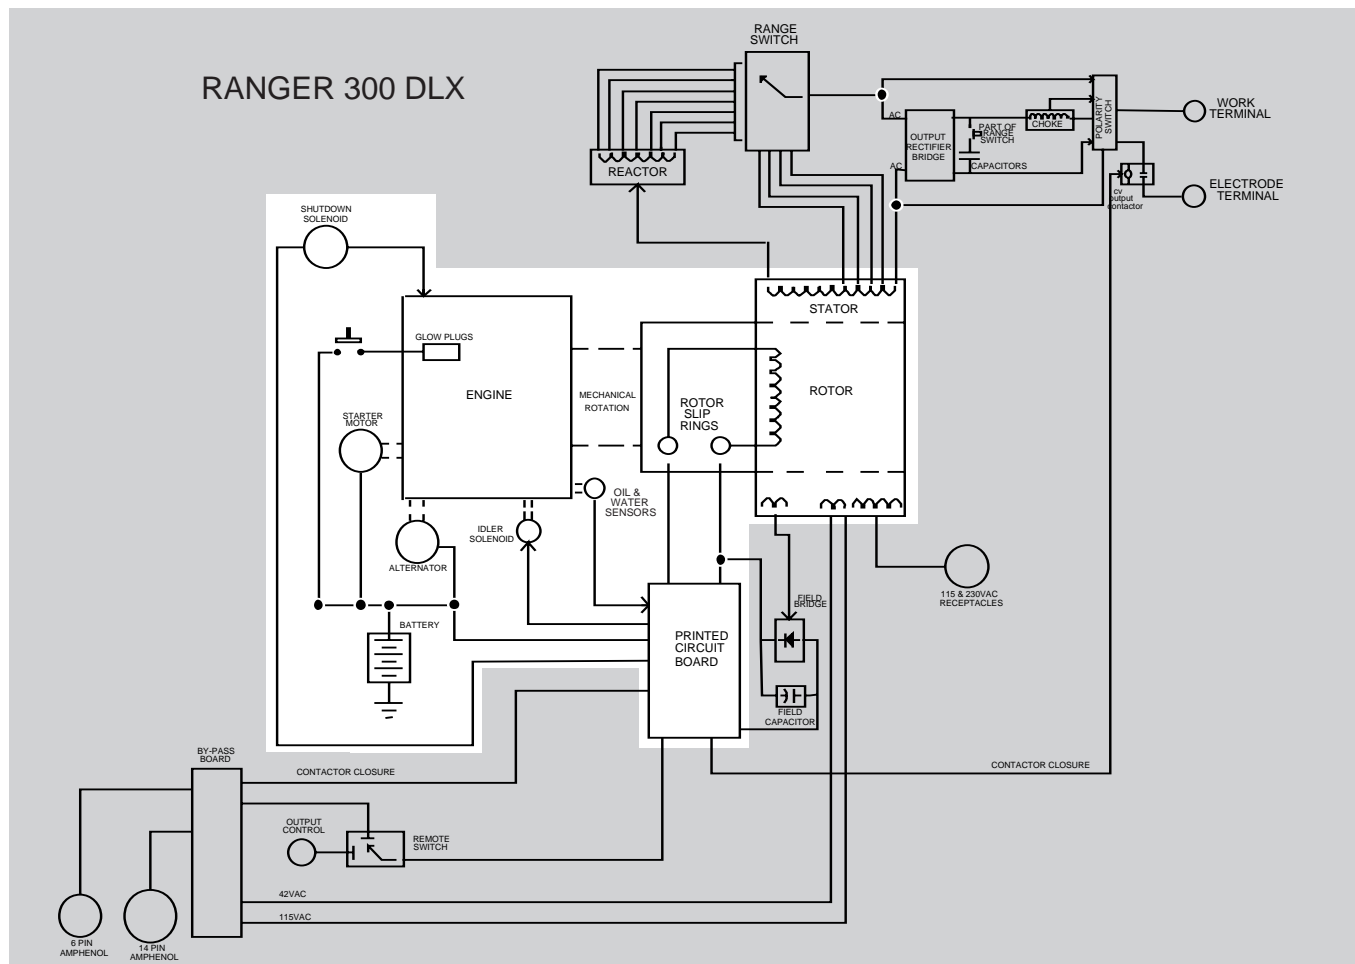 RANGER 300 DLX
RANGE
SWITCH
WORK
TERMINAL
POLARITY
SWITCH
AC
OUTPUT
RECTIFIER
BRIDGE
PART OF
RANGE
SWITCH
CHOKE
AC
CAPACITORS
REACTOR
cv
output
contactor
ELECTRODE
TERMINAL
SHUTDOWN
SOLENOID
STATOR
GLOW PLUGS
ENGINE
MECHANICAL
ROTATION
ROTOR
SLIP
RINGS
ROTOR
STARTER
MOTOR
OIL &
WATER
SENSORS
IDLER
SOLENOID
ALTERNATOR
115 & 230VAC
RECEPTACLES
FIELD
BRIDGE
BATTERY
PRINTED
CIRCUIT
BOARD
FIELD
CAPACITOR
BY-PASS
BOARD
CONTACTOR CLOSURE
CONTACTOR CLOSURE
OUTPUT
CONTROL
REMOTE
SWITCH
42VAC
115VAC
6 PIN
AMPHENOL
14 PIN
AMPHENOL